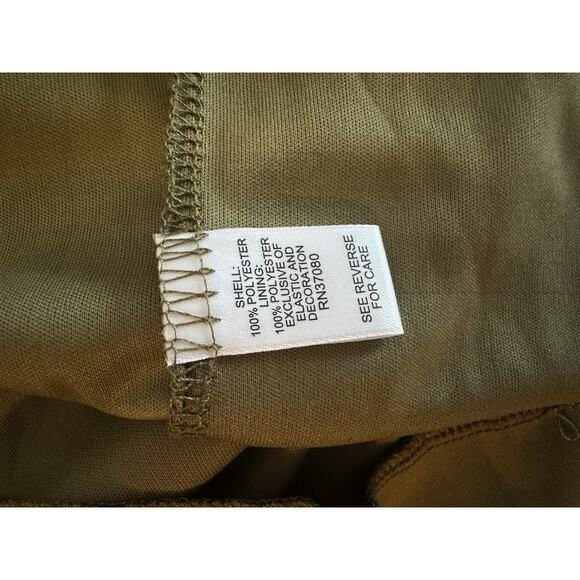 SHELL:
100% POLYESTER
LINING:
100% POLYESTER
EXCLUSIVE OF
ELASTIC AND
DECORATION
RN37080
SEE REVERSE
FOR CARE